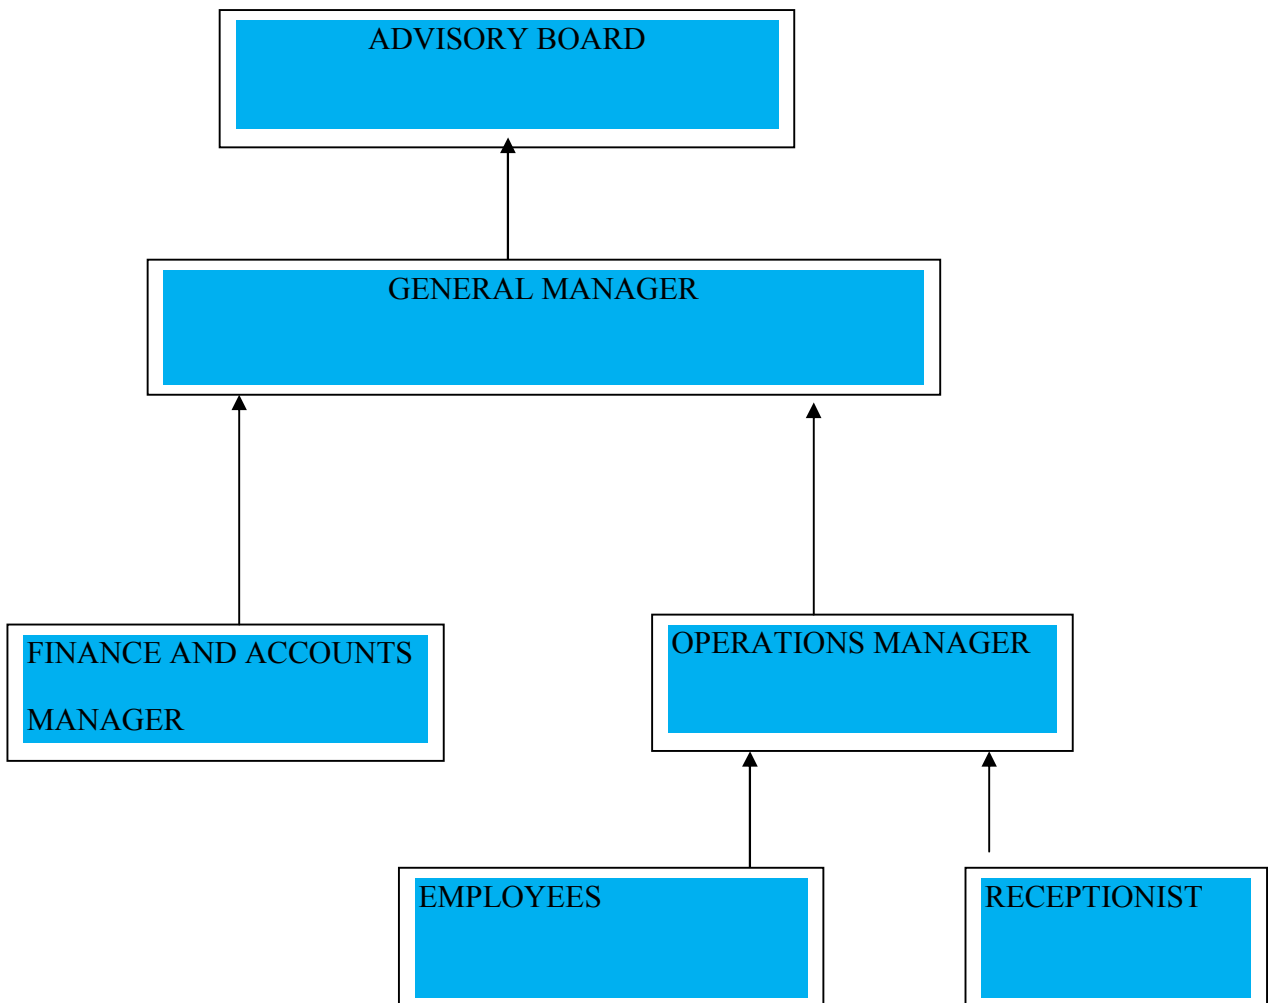 ADVISORY BOARD
GENERAL MANAGER
FINANCE AND ACCOUNTS
MANAGER
OPERATIONS MANAGER
EMPLOYEES
RECEPTIONIST